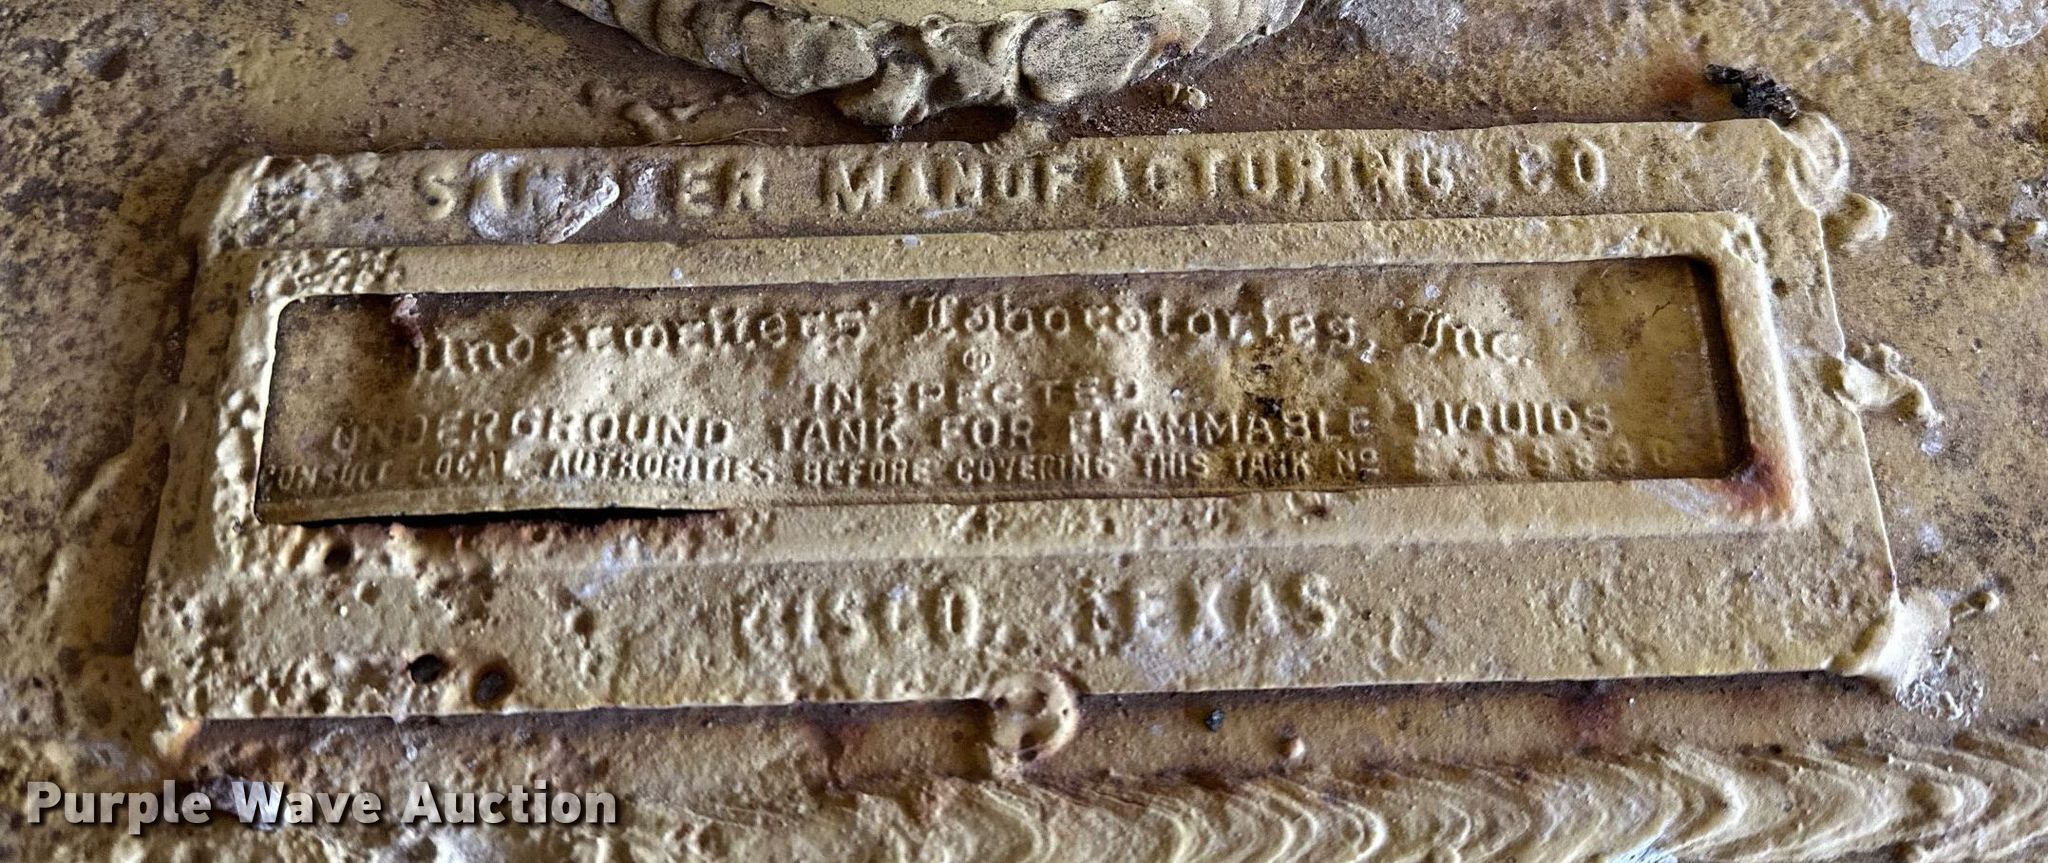 MANUFACTURING CO
Underwriters' Laboratories, Inc.
UL
INSPECTED
UNDERGROUND TANK FOR FLAMMABLE LIQUIDS
CONSULT LOCAL AUTHORITIES BEFORE COVERING THIS TANK No
CISCO, TEXAS
Purple Wave Auction